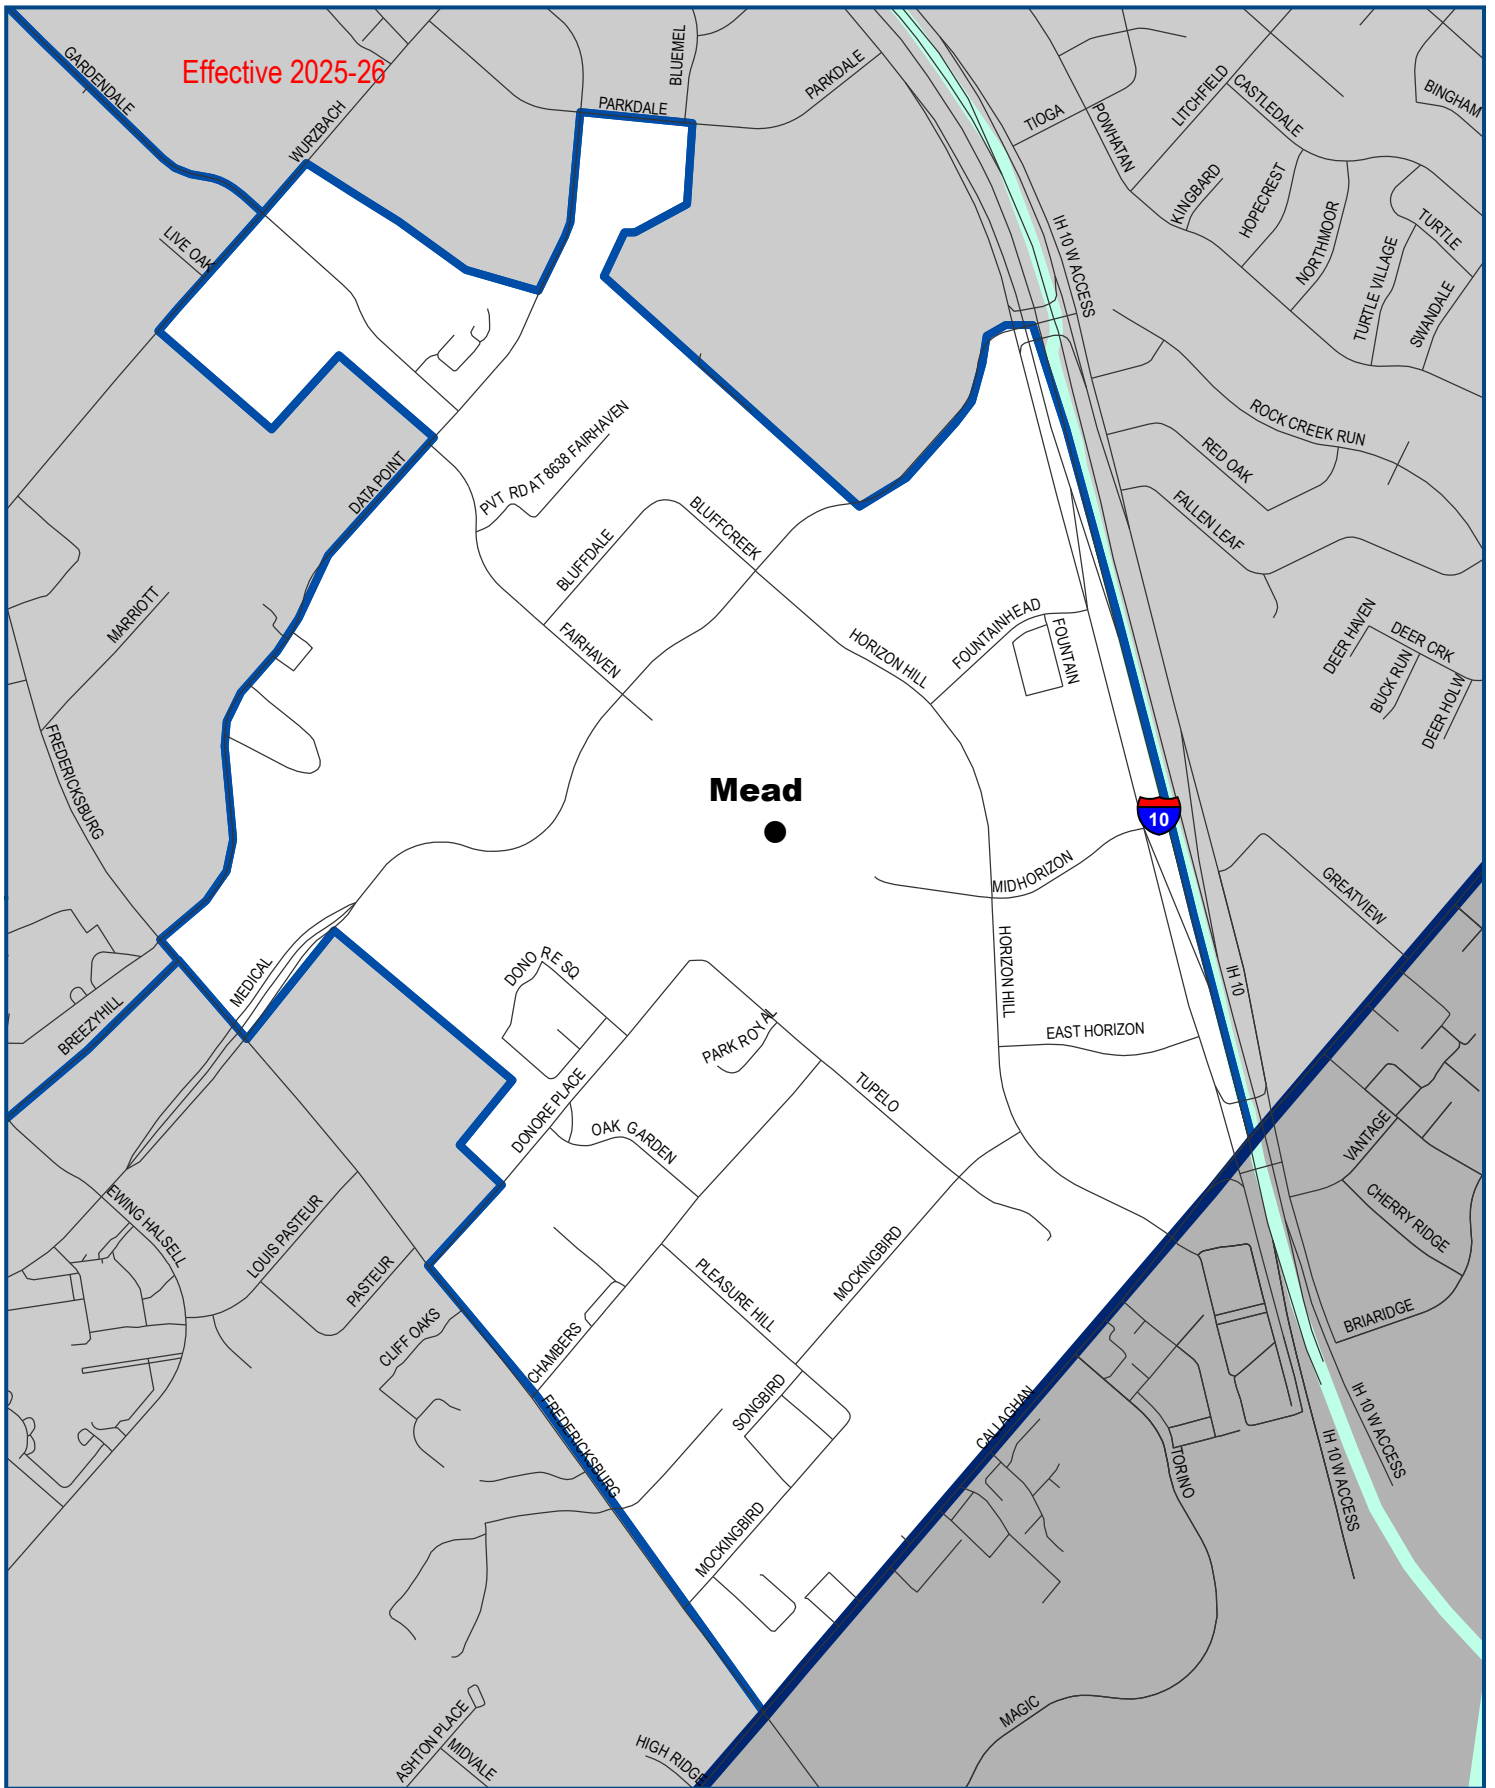 GARDENDALE
Effective 2025-26
WURZBACH
BLUEMEL
PARKDALE
PARKDALE
TIOGA
POWHATAN
LITCHFIELD
CASTLEDALE
BINGHAM
KINGBARD
HOPECREST
NORTHMOOR
TURTLE
TURTLE VILLAGE
SWANDALE
LIVE OAK
IH 10 W ACCESS
ROCK CREEK RUN
RED OAK
FALLEN LEAF
DATA POINT
PVT RD AT 8638 FAIRHAVEN
BLUFFCREEK
BLUFFDALE
FAIRHAVEN
MARRIOTT
HORIZON HILL
FOUNTAINHEAD
FOUNTAIN
DEER HAVEN
DEER CRK
BUCK RUN
DEER HOLW
FREDERICKSBURG
Mead
10
MIDHORIZON
GREATVIEW
HORIZON HILL
IH 10
MEDICAL
DONORE SQ
BREEZYHILL
PARK ROYAL
EAST HORIZON
TUPELO
DONORE PLACE
OAK GARDEN
VANTAGE
CHERRY RIDGE
EWING HALSELL
LOUIS PASTEUR
PASTEUR
MOCKINGBIRD
PLEASURE HILL
CLIFF OAKS
CHAMBERS
BRIARIDGE
SONGBIRD
FREDERICKSBURG
CALLAGHAN
IH 10 W ACCESS
IH 10 W ACCESS
TORINO
MOCKINGBIRD
MAGIC
ASHTON PLACE
MIDVALE
HIGH RIDGE